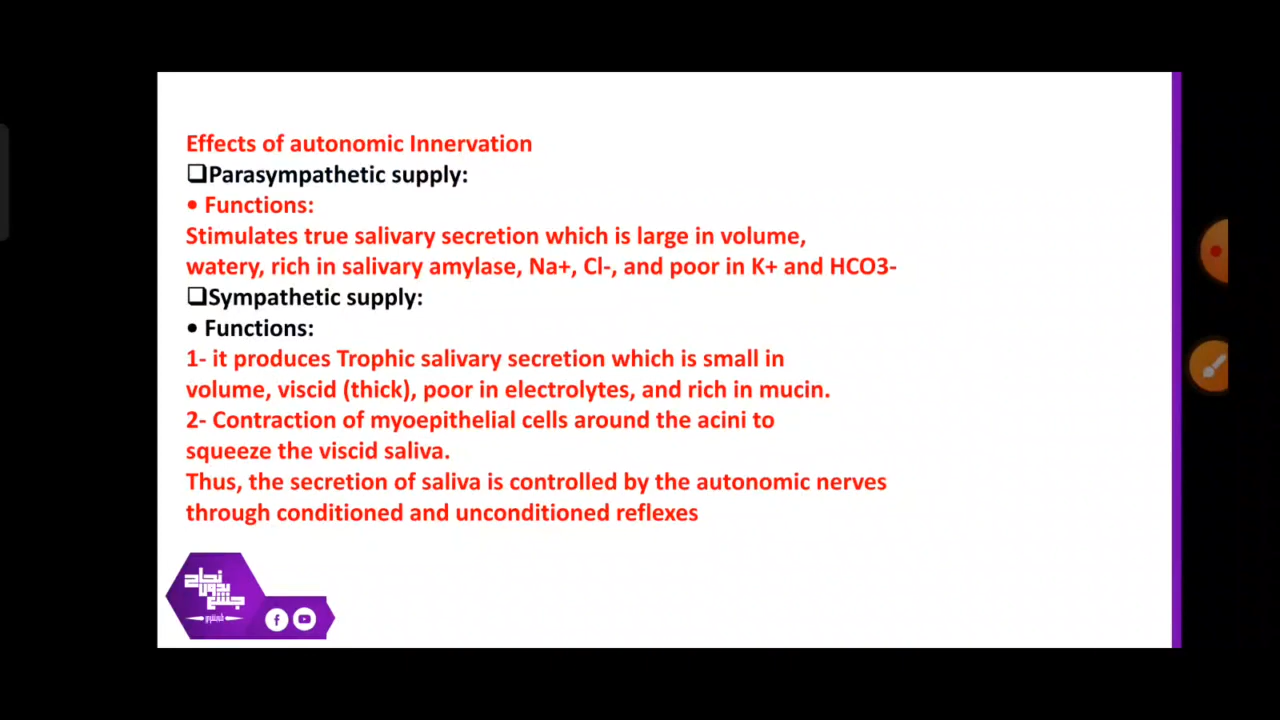 Effects of autonomic Innervation
❑Parasympathetic supply:
• Functions:
Stimulates true salivary secretion which is large in volume,
watery, rich in salivary amylase, Na+, Cl-, and poor in K+ and HCO3-
❑Sympathetic supply:
• Functions:
1- it produces Trophic salivary secretion which is small in
volume, viscid (thick), poor in electrolytes, and rich in mucin.
2- Contraction of myoepithelial cells around the acini to
squeeze the viscid saliva.
Thus, the secretion of saliva is controlled by the autonomic nerves
through conditioned and unconditioned reflexes
نجاح
بدون